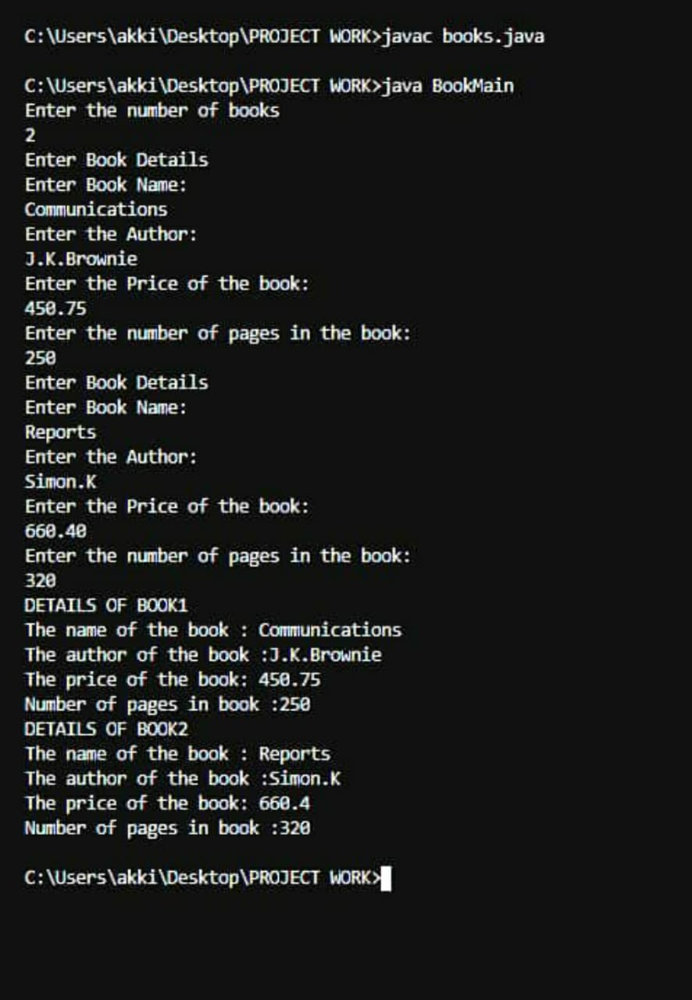 C:\Users\akki\Desktop\PROJECT WORK>javac books.java
C:\Users\akki\Desktop\PROJECT WORK>java BookMain
Enter the number of books
2
Enter Book Details
Enter Book Name:
Communications
Enter the Author:
J.K.Brownie
Enter the Price of the book:
450.75
Enter the number of pages in the book:
250
Enter Book Details
Enter Book Name:
Reports
Enter the Author:
Simon.K
Enter the Price of the book:
660.40
Enter the number of pages in the book:
320
DETAILS OF BOOK1
The name of the book : Communications
The author of the book :J.K.Brownie
The price of the book: 450.75
Number of pages in book :250
DETAILS OF BOOK2
The name of the book : Reports
The author of the book :Simon.K
The price of the book: 660.4
Number of pages in book :320
C:\Users\akki\Desktop\PROJECT WORK>